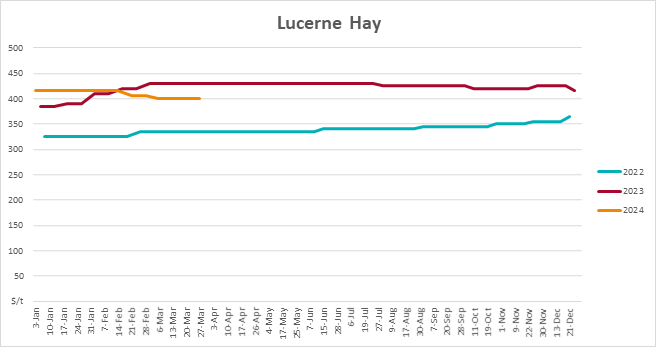 Lucerne Hay
500
450
400
350
300
250
200
150
100
50
$/t
3-Jan
10-Jan
17-Jan
24-Jan
31-Jan
7-Feb
14-Feb
21-Feb
28-Feb
6-Mar
13-Mar
20-Mar
27-Mar
3-Apr
10-Apr
17-Apr
26-Apr
4-May
17-May
25-May
7-Jun
15-Jun
28-Jun
6-Jul
19-Jul
27-Jul
9-Aug
17-Aug
30-Aug
7-Sep
20-Sep
28-Sep
11-Oct
19-Oct
1-Nov
9-Nov
22-Nov
30-Nov
13-Dec
21-Dec
2022
2023
2024